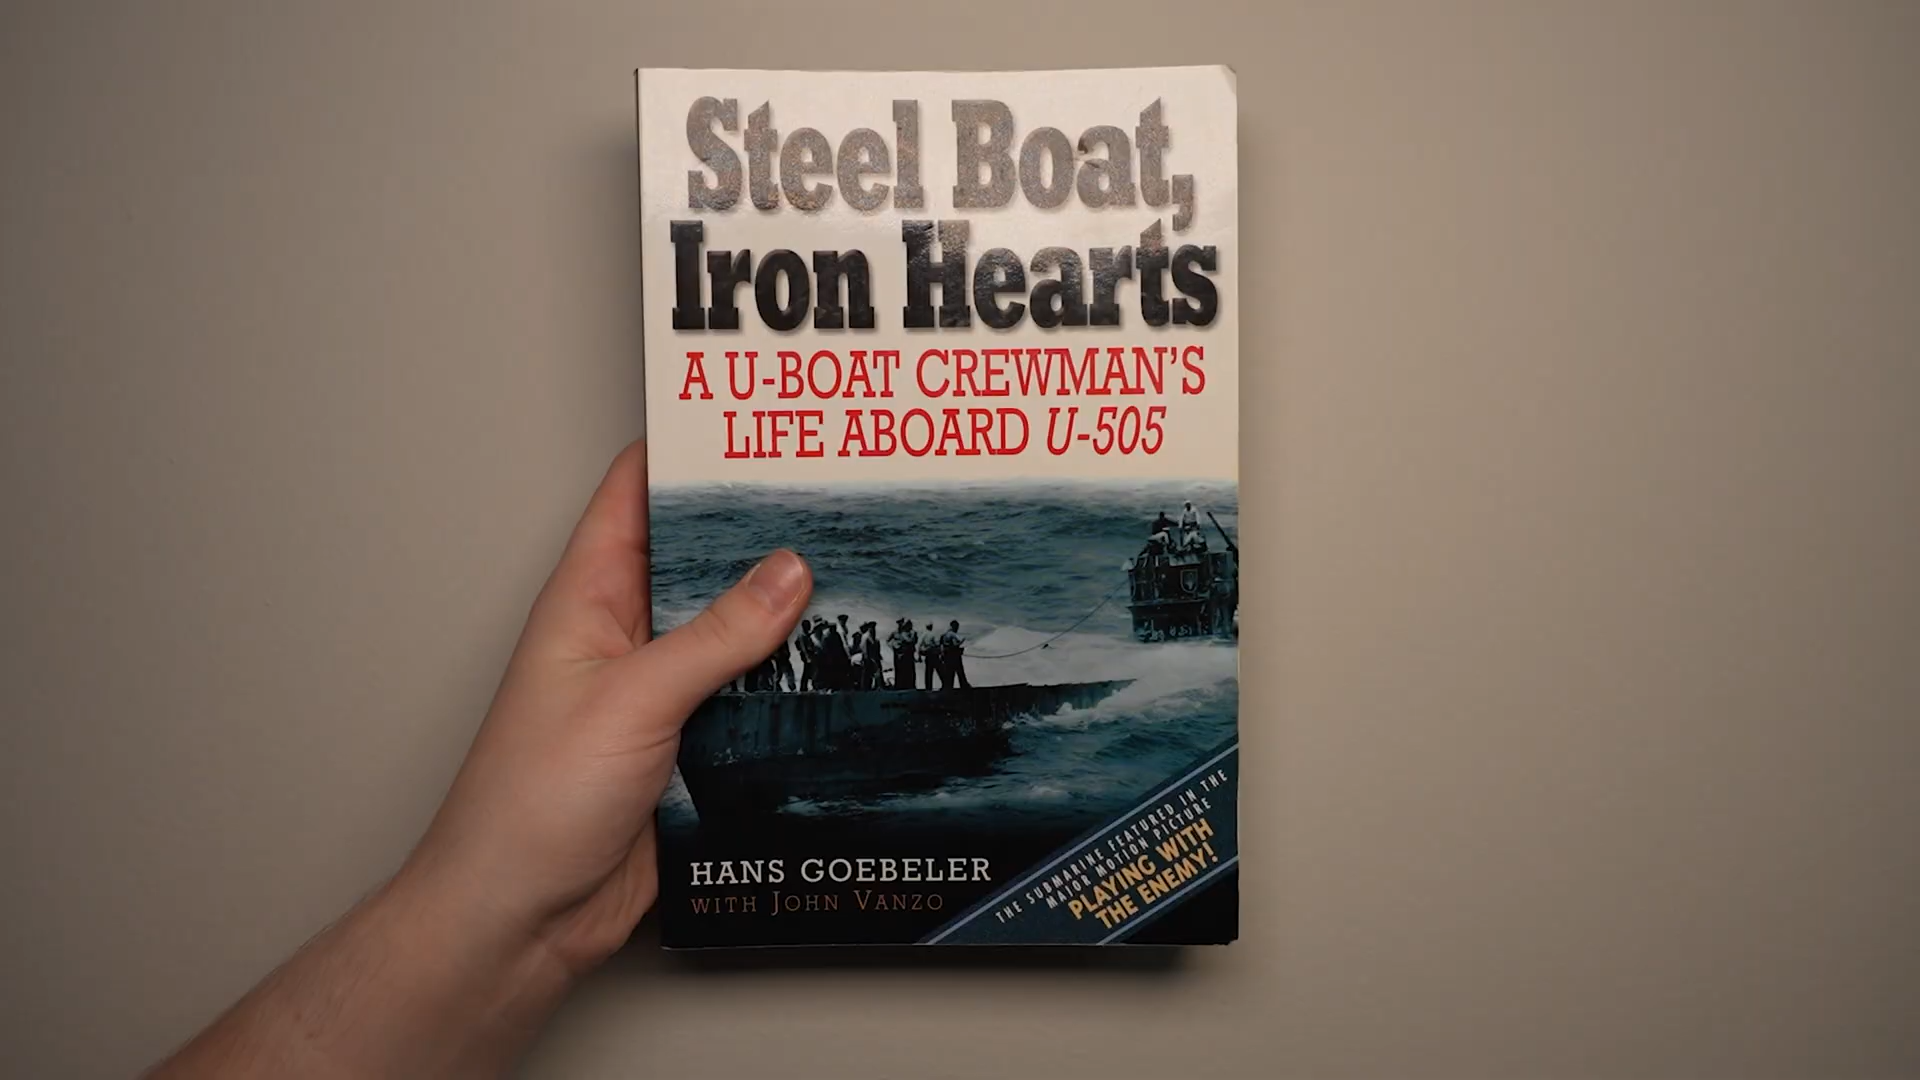 Steel Boat,
Iron Hearts
A U-BOAT CREWMAN'S
LIFE ABOARD U-505
HANS GOEBELER
WITH JOHN VANZO
THE SUBMARINE FEATURED IN THE
MAJOR MOTION PICTURE
PLAYING WITH
THE ENEMY!